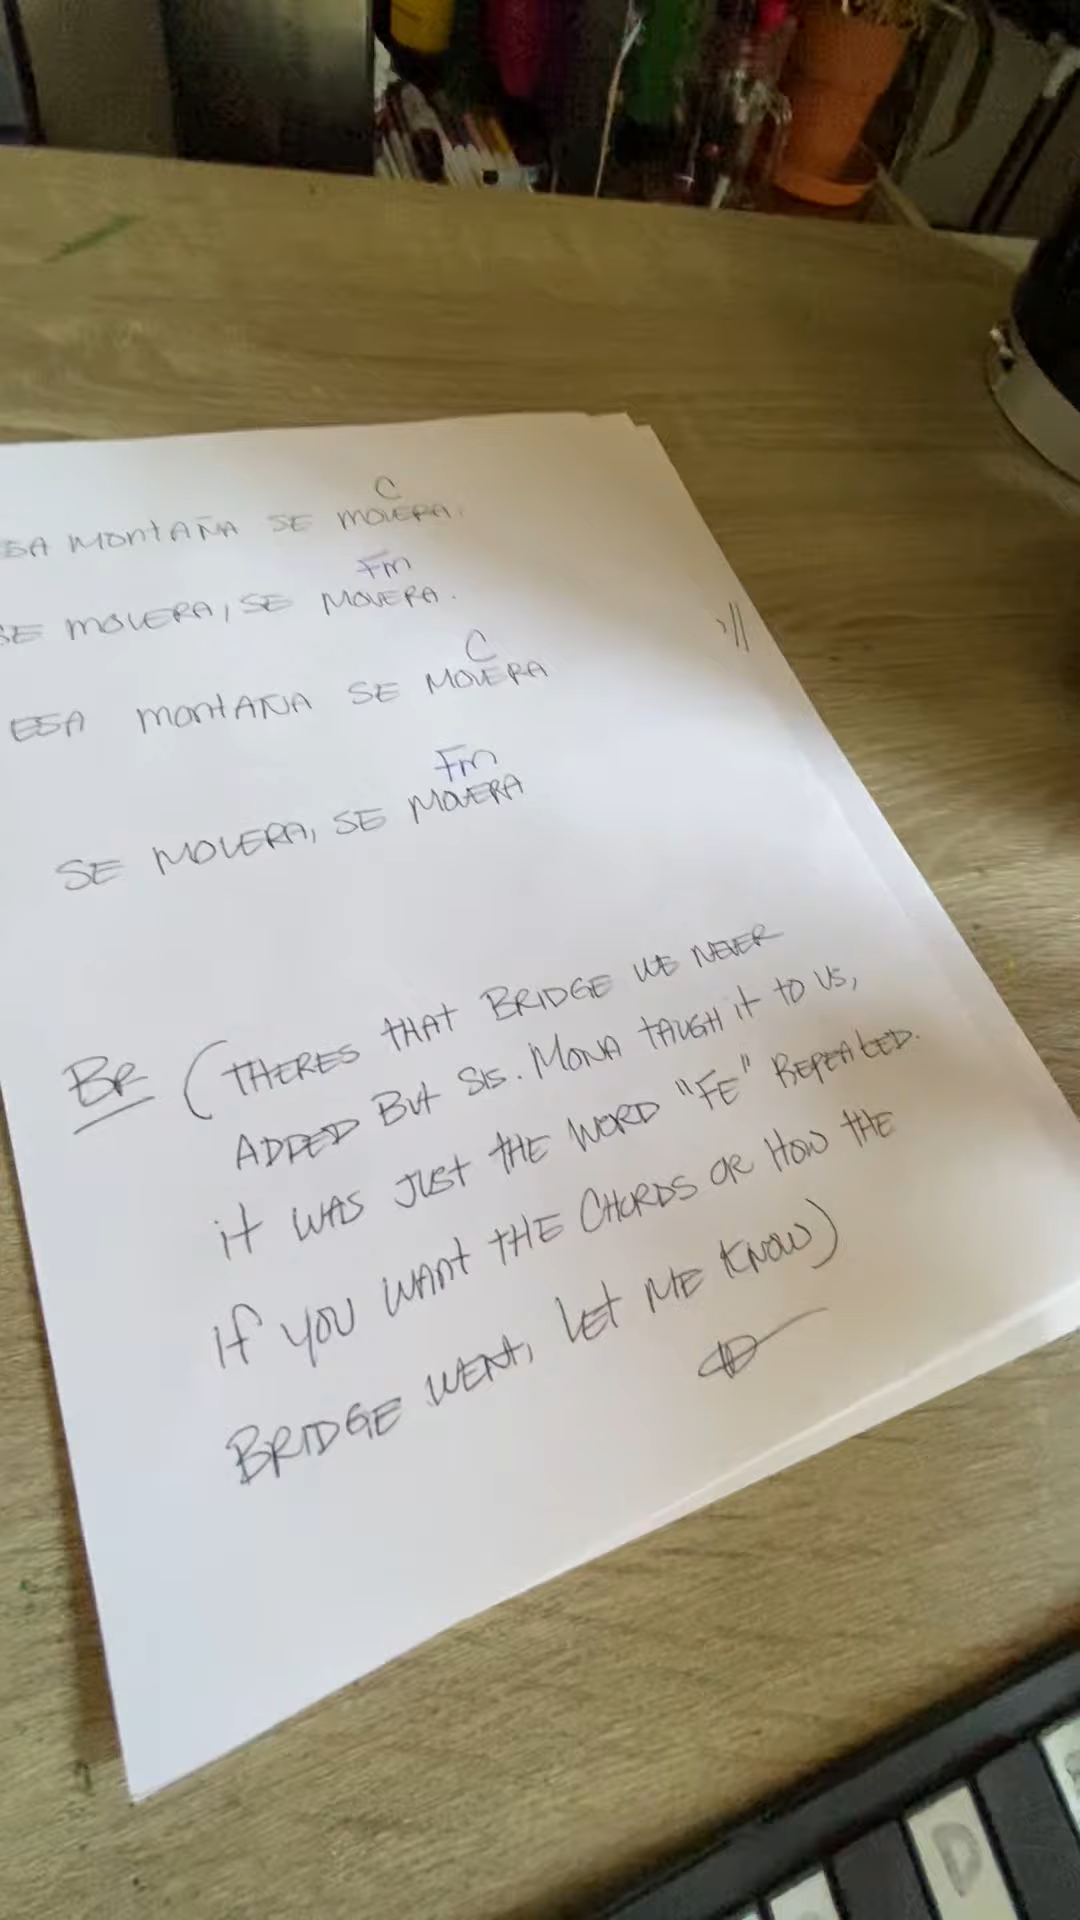 C
ESA MONTAÑA SE MOVERA.
Fm
SE MOVERA, SE MOVERA.
C
ESA MONTAÑA SE MOVERA
:||
Fm
SE MOVERA, SE MOVERA
BR (THERES THAT BRIDGE WE NEVER
ADDED BUT SIS. MONA TAUGH IT TO US,
IT WAS JUST THE WORD "FE" REPEATED.
IF YOU WANT THE CHORDS OR HOW THE
BRIDGE WENT, LET ME KNOW)
D